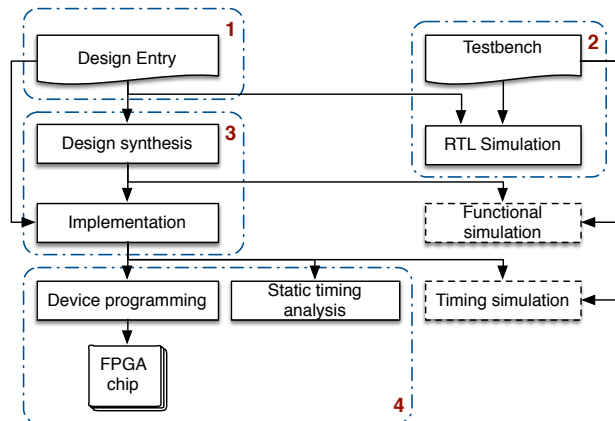 1
2
Design Entry
Testbench
3
Design synthesis
RTL Simulation
Implementation
Functional
simulation
Device programming
Static timing
analysis
Timing simulation
FPGA
chip
4